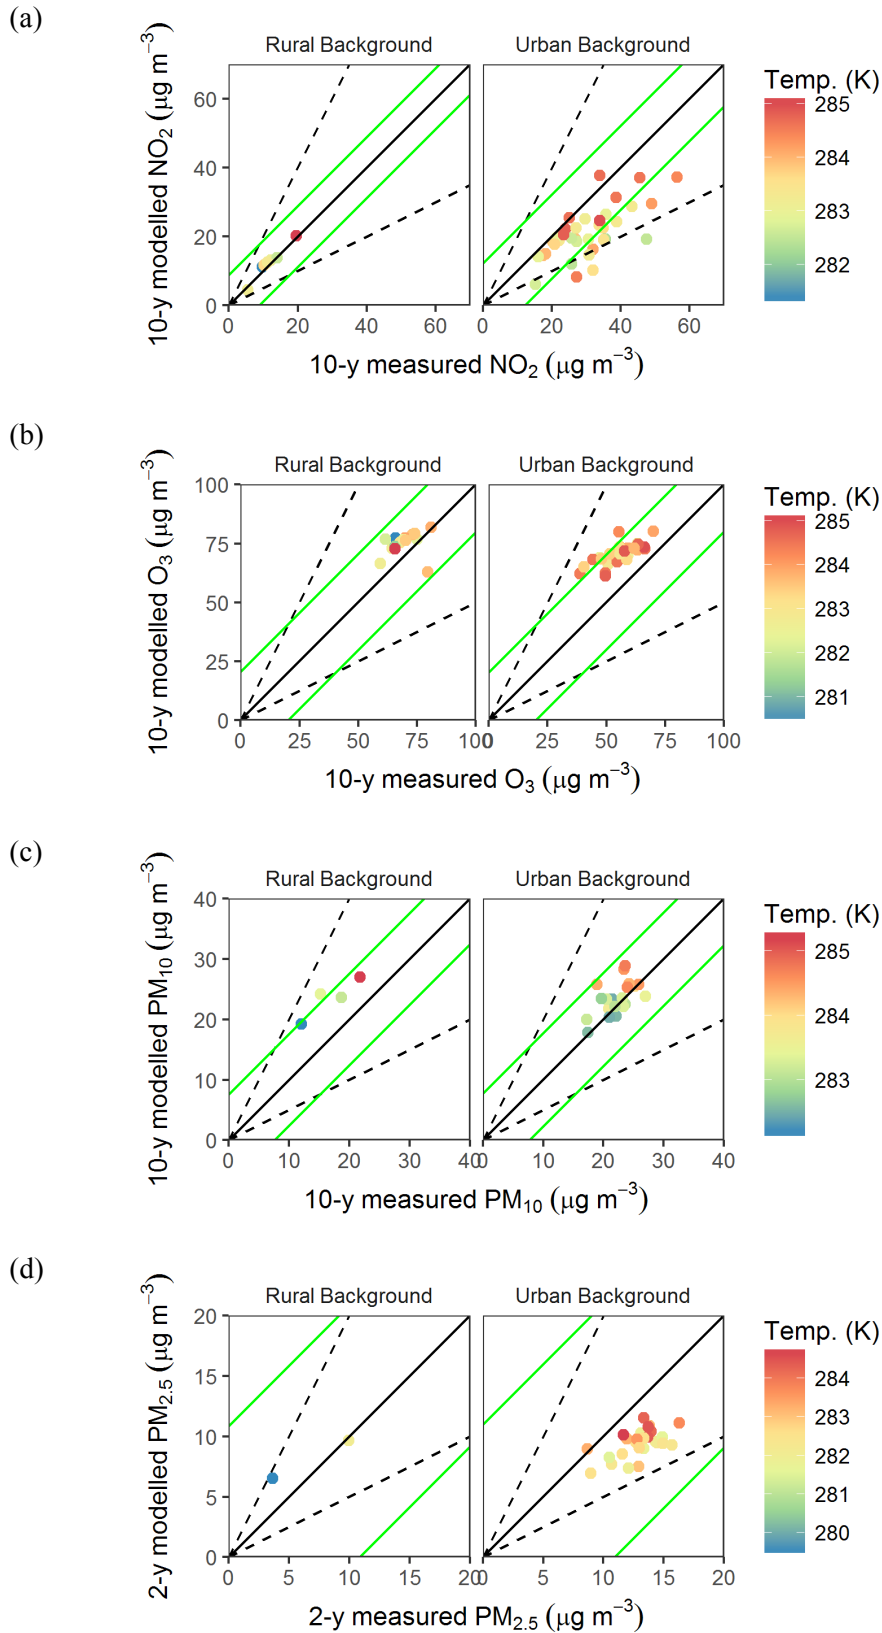 (a)
Rural Background Urban Background
10-y modelled NO₂ (μg m⁻³)
60
40
20
0
0 20 40 60 0 20 40 60
10-y measured NO₂ (μg m⁻³)
Temp. (K)
285
284
283
282
(b)
Rural Background Urban Background
10-y modelled O₃ (μg m⁻³)
100
75
50
25
0
0 25 50 75 100 0 25 50 75 100
10-y measured O₃ (μg m⁻³)
Temp. (K)
285
284
283
282
281
(c)
Rural Background Urban Background
10-y modelled PM₁₀ (μg m⁻³)
40
30
20
10
0
0 10 20 30 40 0 10 20 30 40
10-y measured PM₁₀ (μg m⁻³)
Temp. (K)
285
284
283
(d)
Rural Background Urban Background
2-y modelled PM₂.₅ (μg m⁻³)
20
15
10
5
0
0 5 10 15 20 0 5 10 15 20
2-y measured PM₂.₅ (μg m⁻³)
Temp. (K)
284
283
282
281
280